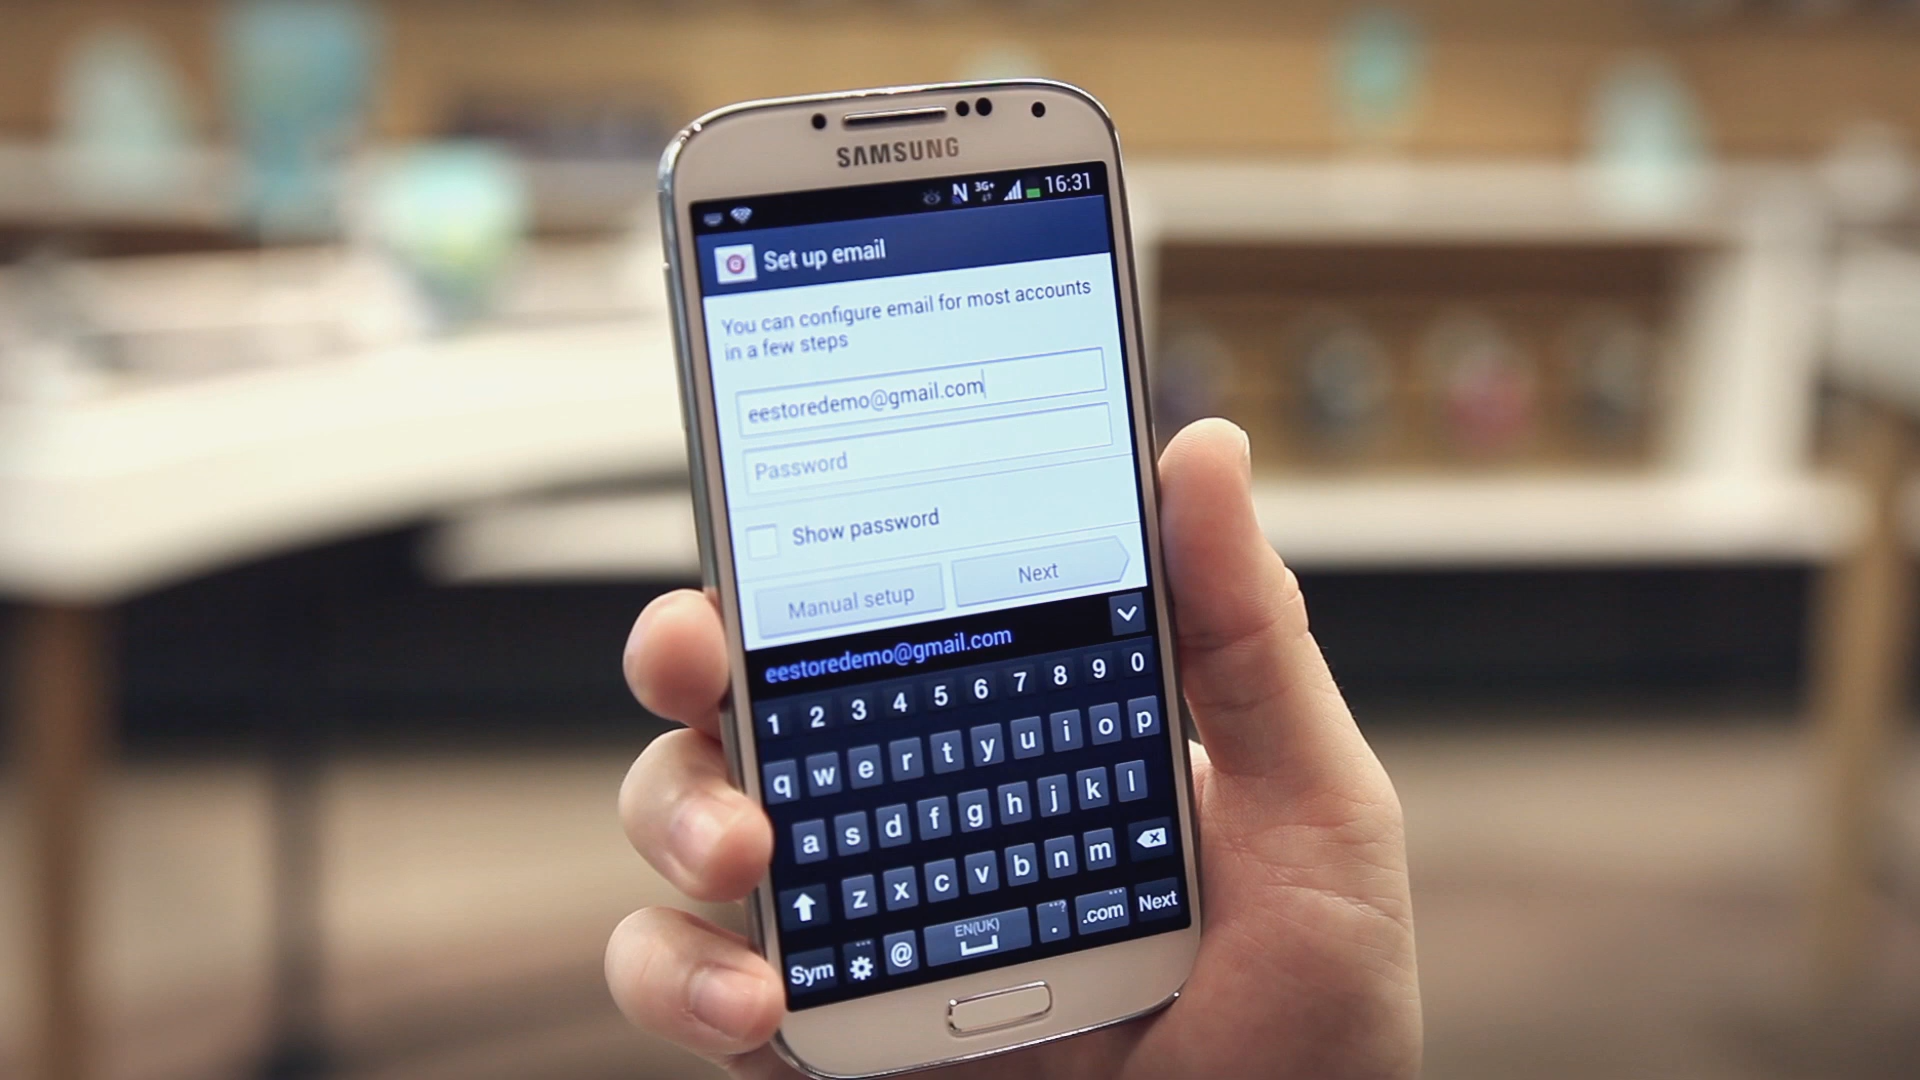 SAMSUNG
N 3G+ 16:31
Set up email
You can configure email for most accounts
in a few steps
eestoredemo@gmail.com
Password
Show password
Manual setup Next
eestoredemo@gmail.com
1 2 3 4 5 6 7 8 9 0
q w e r t y u i o p
a s d f g h j k l
z x c v b n m
Sym @ EN(UK) . .com Next